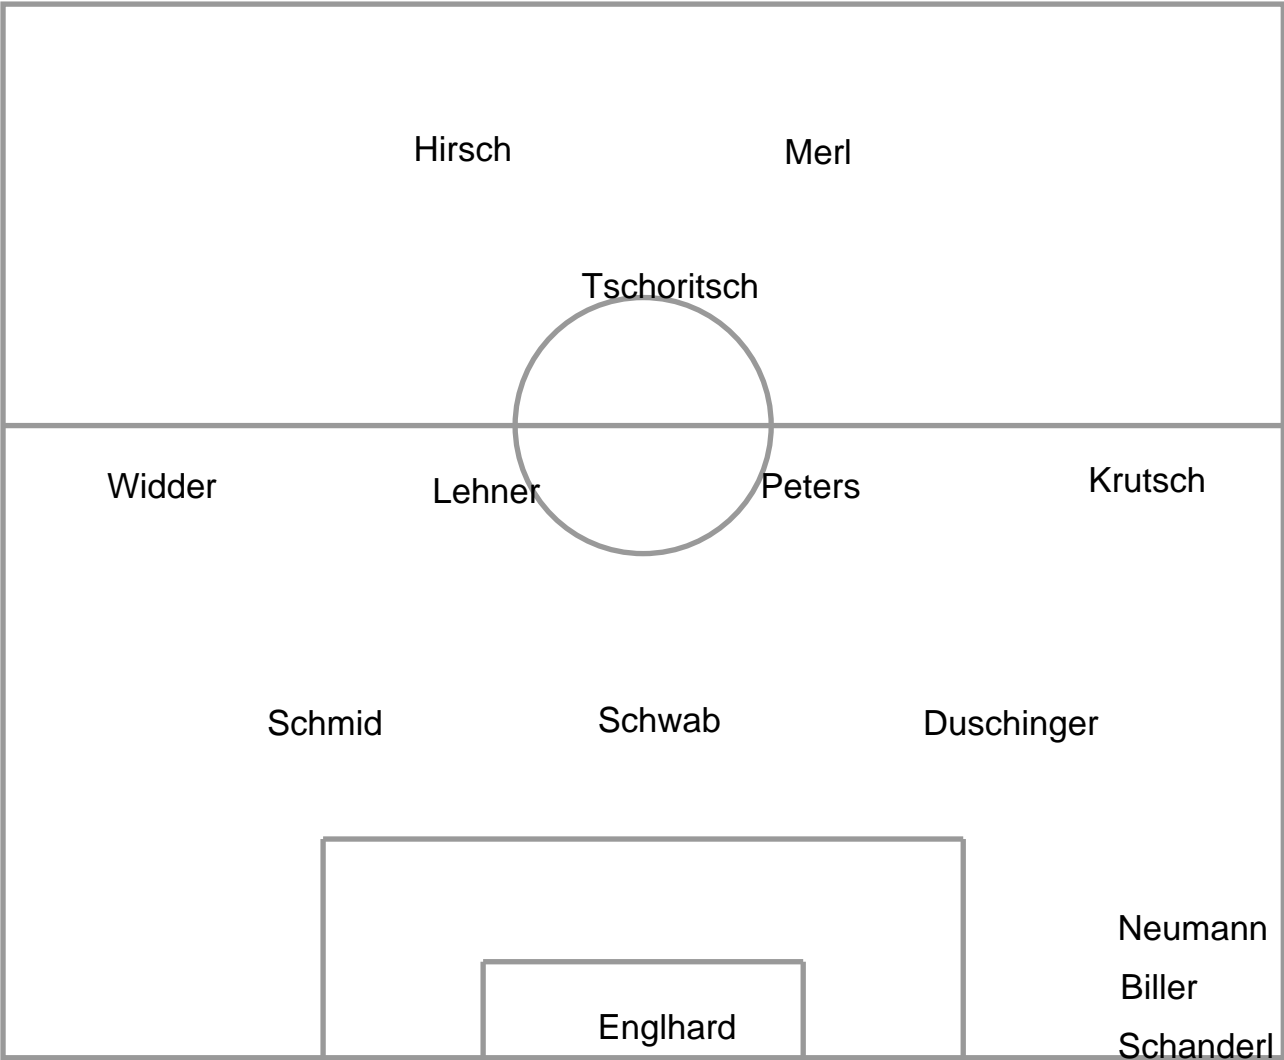 Hirsch Merl
Tschoritsch
Widder Lehner Peters Krutsch
Schmid Schwab Duschinger
Neumann
Biller
Englhard
Schanderl